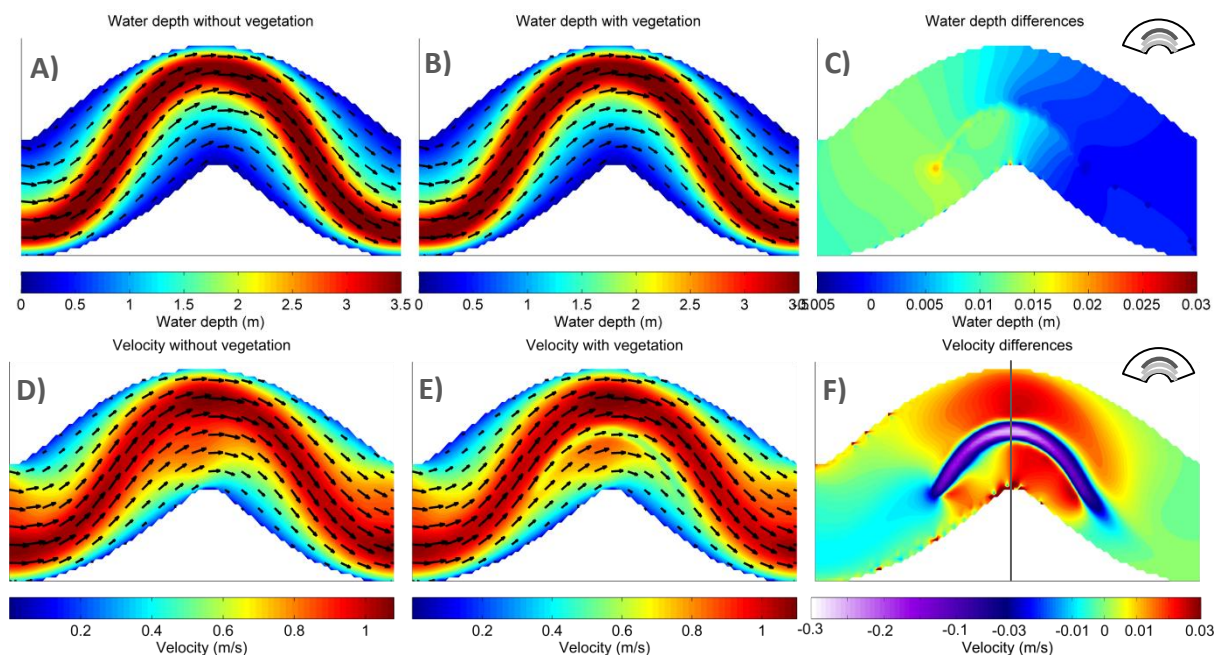 Water depth without vegetation
Water depth with vegetation
Water depth differences
A)
B)
C)
0 0.5 1 1.5 2 2.5 3 3.5
0 0.5 1 1.5 2 2.5 3
0 0.005 0.01 0.015 0.02 0.025 0.03
Water depth (m)
Water depth (m)
Water depth (m)
Velocity without vegetation
Velocity with vegetation
Velocity differences
D)
E)
F)
0.2 0.4 0.6 0.8 1
0.2 0.4 0.6 0.8 1
-0.3 -0.2 -0.1 -0.03 -0.01 0 0.01 0.03
Velocity (m/s)
Velocity (m/s)
Velocity (m/s)